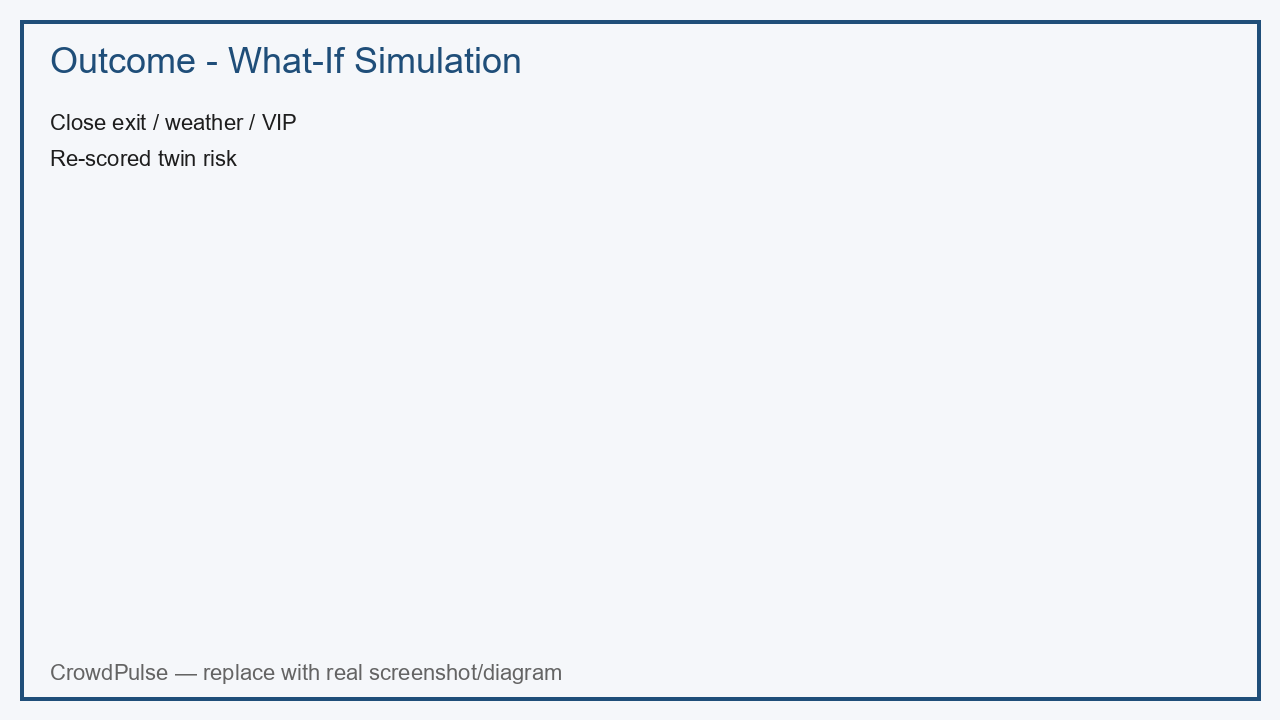 Outcome - What-If Simulation
Close exit / weather / VIP
Re-scored twin risk
CrowdPulse — replace with real screenshot/diagram